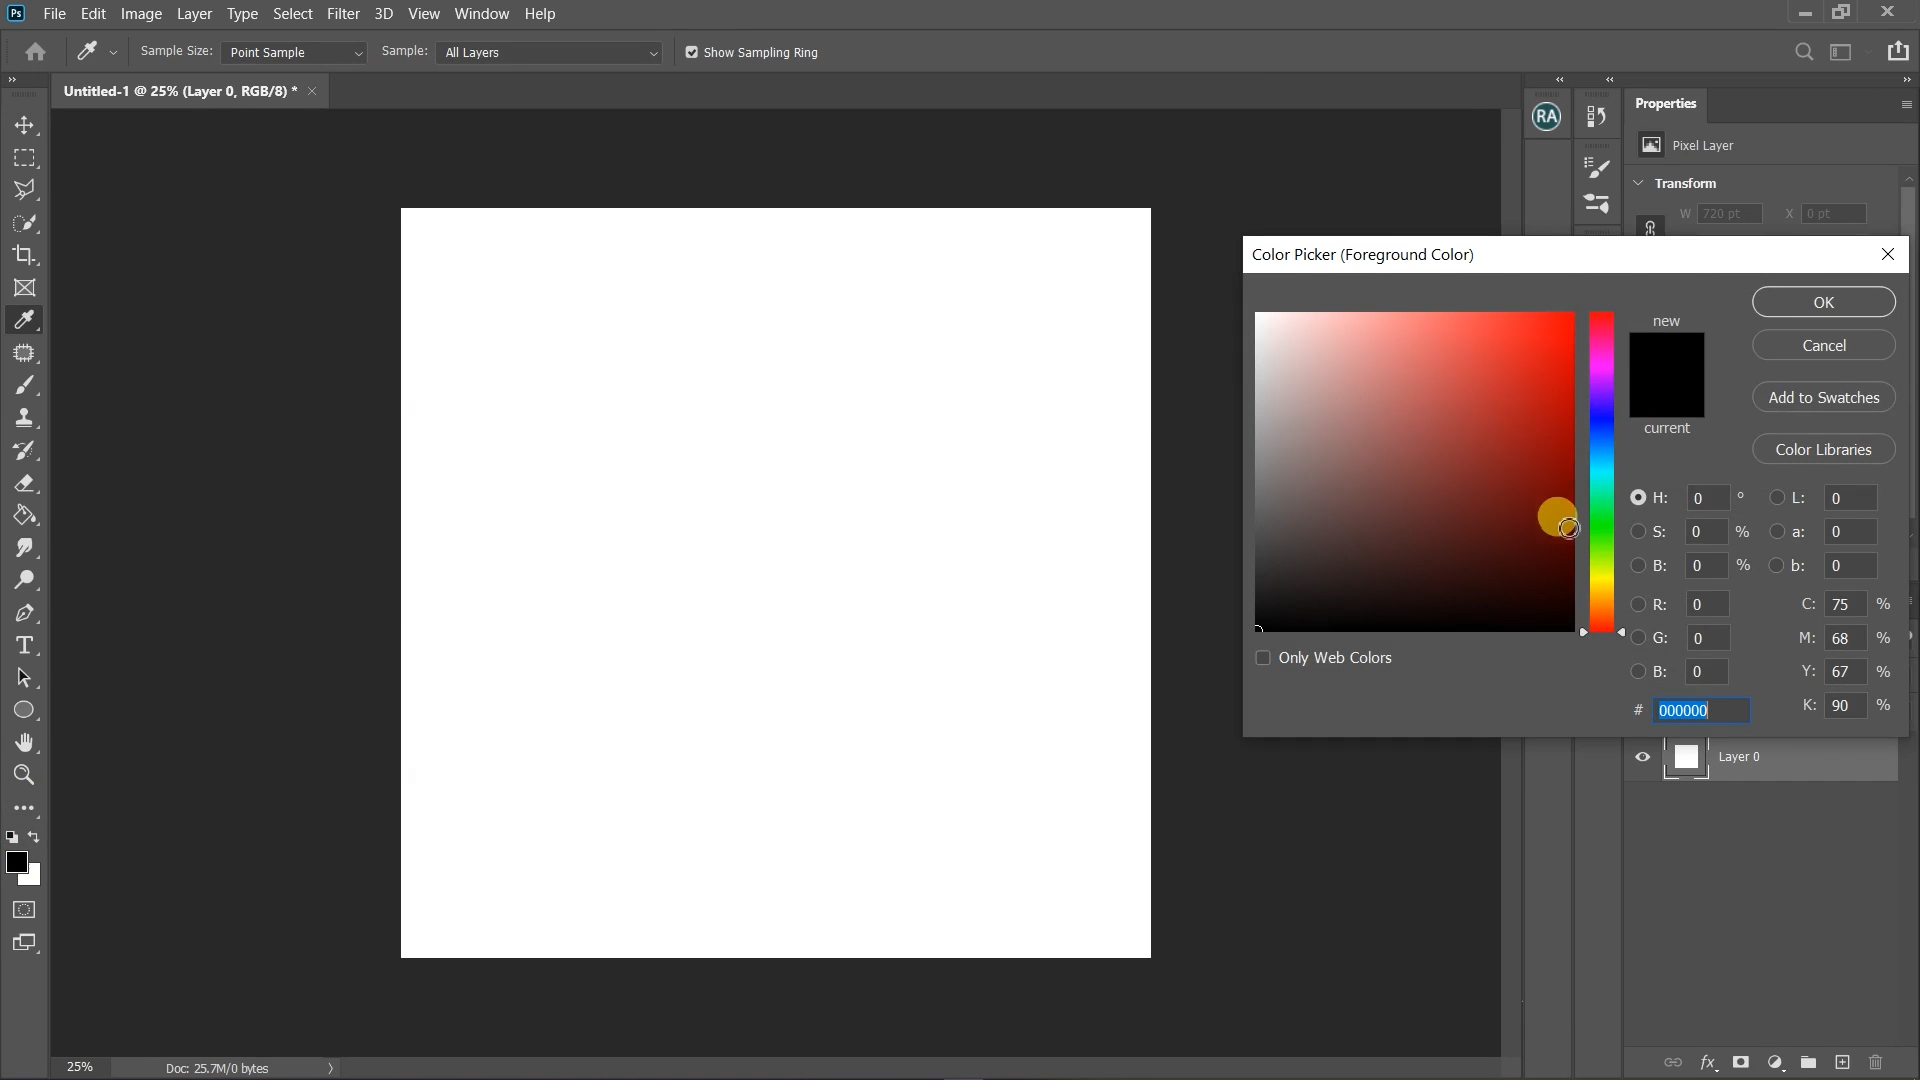 Ps File Edit Image Layer Type Select Filter 3D View Window Help
Sample Size: Point Sample Sample: All Layers Show Sampling Ring
Untitled-1 @ 25% (Layer 0, RGB/8) *
RA
Properties
Pixel Layer
Transform
W 720 pt X 0 pt
Color Picker (Foreground Color)
OK
new
Cancel
Add to Swatches
current
Color Libraries
H: 0 ° L: 0
S: 0 % a: 0
B: 0 % b: 0
R: 0 C: 75 %
G: 0 M: 68 %
B: 0 Y: 67 %
# 000000 K: 90 %
Only Web Colors
Layer 0
T
fx
25% Doc: 25.7M/0 bytes